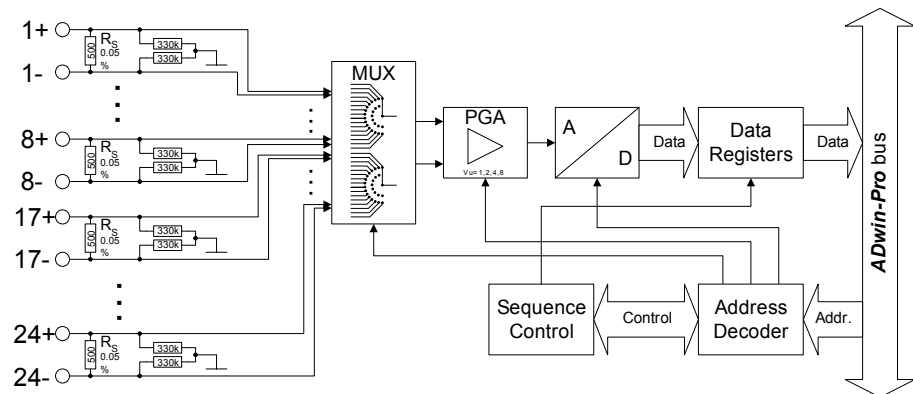 1+
500
R
S
0.05
%
330k
330k
1-
8+
500
R
S
0.05
%
330k
330k
8-
17+
500
R
S
0.05
%
330k
330k
17-
24+
500
R
S
0.05
%
330k
330k
24-
MUX
PGA
Vu= 1,2,4,8
A
D
Data
Data
Registers
Data
Sequence
Control
Control
Address
Decoder
Addr.
ADwin-Pro bus